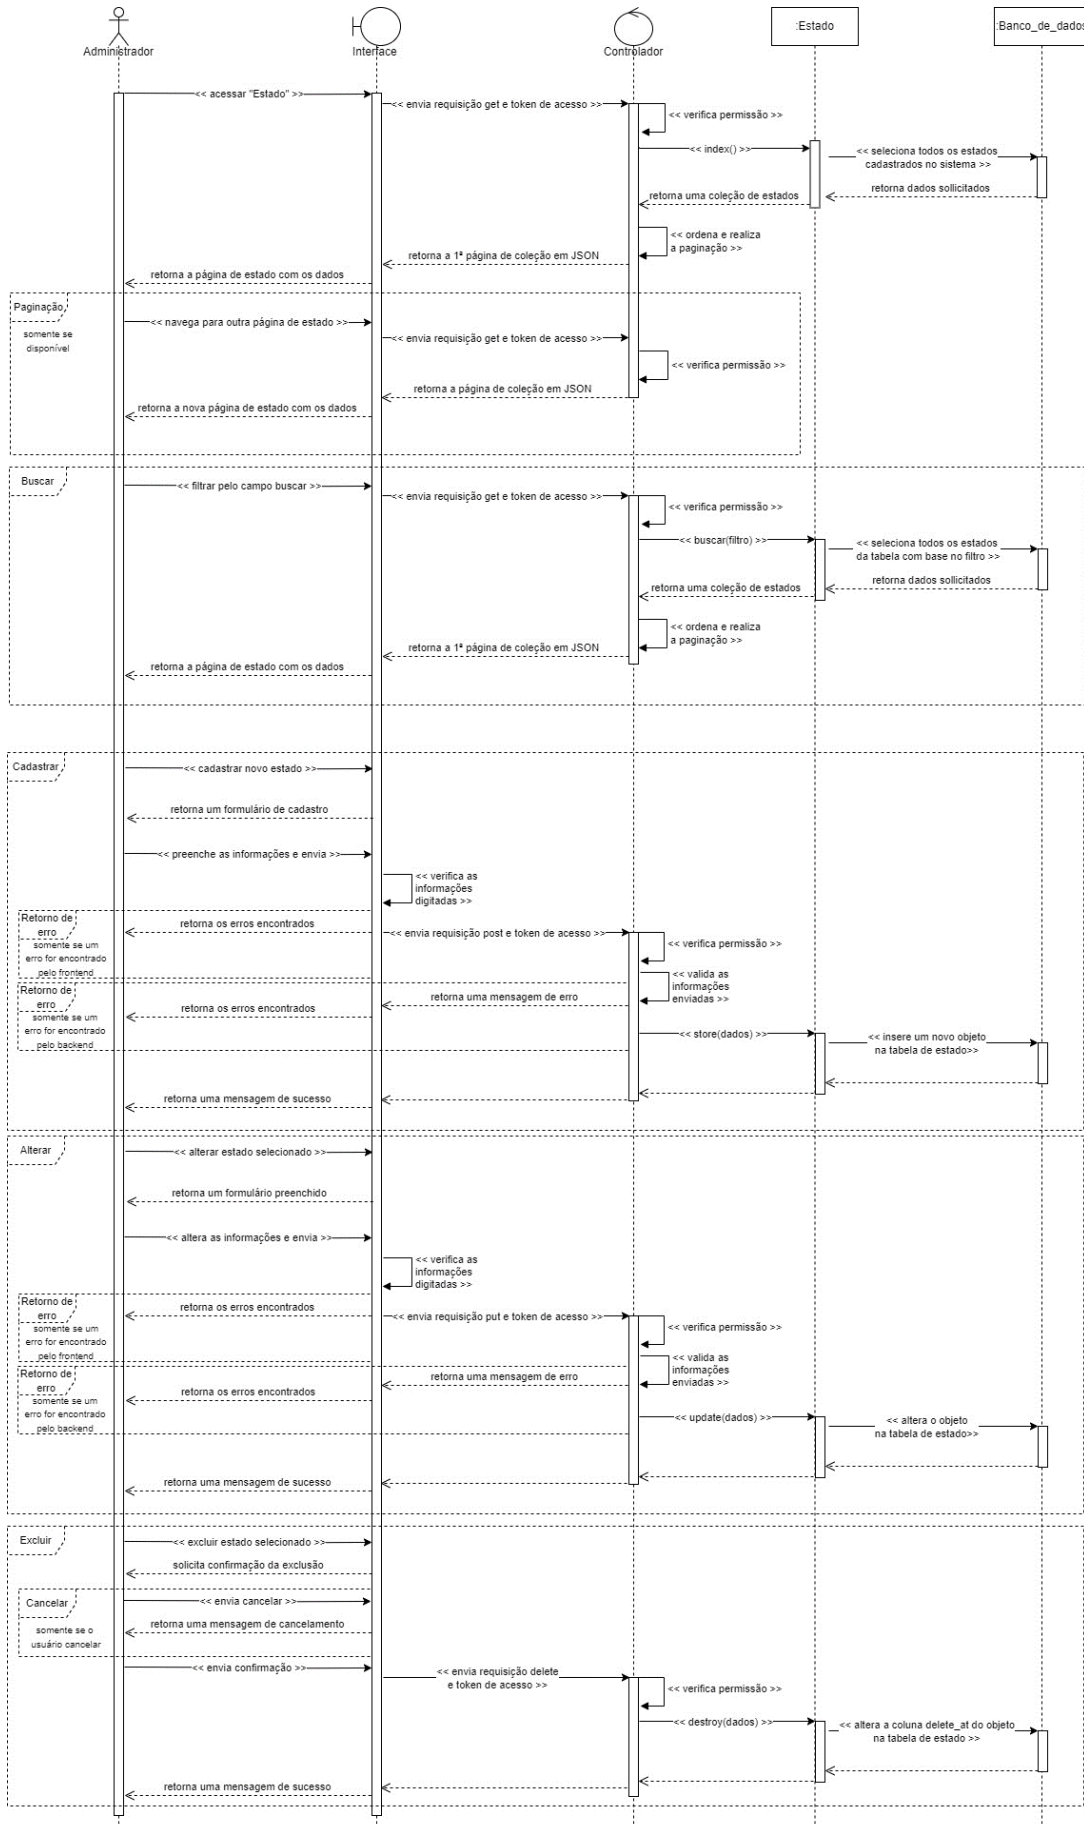 Administrador
Interface
Controlador
:Estado
:Banco_de_dados
<< acessar "Estado" >>
<< envia requisição get e token de acesso >>
<< verifica permissão >>
<< index() >>
<< seleciona todos os estados
cadastrados no sistema >>
retorna dados sollicitados
retorna uma coleção de estados
<< ordena e realiza
a paginação >>
retorna a 1ª página de coleção em JSON
retorna a página de estado com os dados
Paginação
somente se
disponível
<< navega para outra página de estado >>
<< envia requisição get e token de acesso >>
<< verifica permissão >>
retorna a página de coleção em JSON
retorna a nova página de estado com os dados
Buscar
<< filtrar pelo campo buscar >>
<< envia requisição get e token de acesso >>
<< verifica permissão >>
<< buscar(filtro) >>
<< seleciona todos os estados
da tabela com base no filtro >>
retorna dados sollicitados
retorna uma coleção de estados
<< ordena e realiza
a paginação >>
retorna a 1ª página de coleção em JSON
retorna a página de estado com os dados
Cadastrar
<< cadastrar novo estado >>
retorna um formulário de cadastro
<< preenche as informações e envia >>
<< verifica as
informações
digitadas >>
Retorno de
erro
somente se um
erro for encontrado
pelo frontend
retorna os erros encontrados
<< envia requisição post e token de acesso >>
<< verifica permissão >>
<< valida as
informações
enviadas >>
Retorno de
erro
somente se um
erro for encontrado
pelo backend
retorna uma mensagem de erro
retorna os erros encontrados
<< store(dados) >>
<< insere um novo objeto
na tabela de estado>>
retorna uma mensagem de sucesso
Alterar
<< alterar estado selecionado >>
retorna um formulário preenchido
<< altera as informações e envia >>
<< verifica as
informações
digitadas >>
Retorno de
erro
somente se um
erro for encontrado
pelo frontend
retorna os erros encontrados
<< envia requisição put e token de acesso >>
<< verifica permissão >>
<< valida as
informações
enviadas >>
Retorno de
erro
somente se um
erro for encontrado
pelo backend
retorna uma mensagem de erro
retorna os erros encontrados
<< update(dados) >>
<< altera o objeto
na tabela de estado>>
retorna uma mensagem de sucesso
Excluir
<< excluir estado selecionado >>
solicita confirmação da exclusão
Cancelar
somente se o
usuário cancelar
<< envia cancelar >>
retorna uma mensagem de cancelamento
<< envia confirmação >>
<< envia requisição delete
e token de acesso >>
<< verifica permissão >>
<< destroy(dados) >>
<< altera a coluna delete_at do objeto
na tabela de estado >>
retorna uma mensagem de sucesso